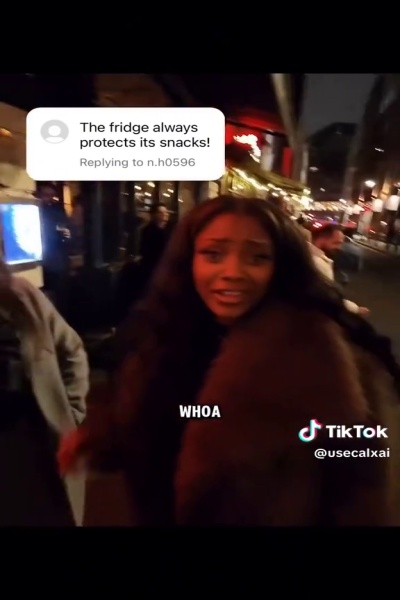 The fridge always
protects its snacks!
Replying to n.h0596
WHOA
TikTok
@usecalxai